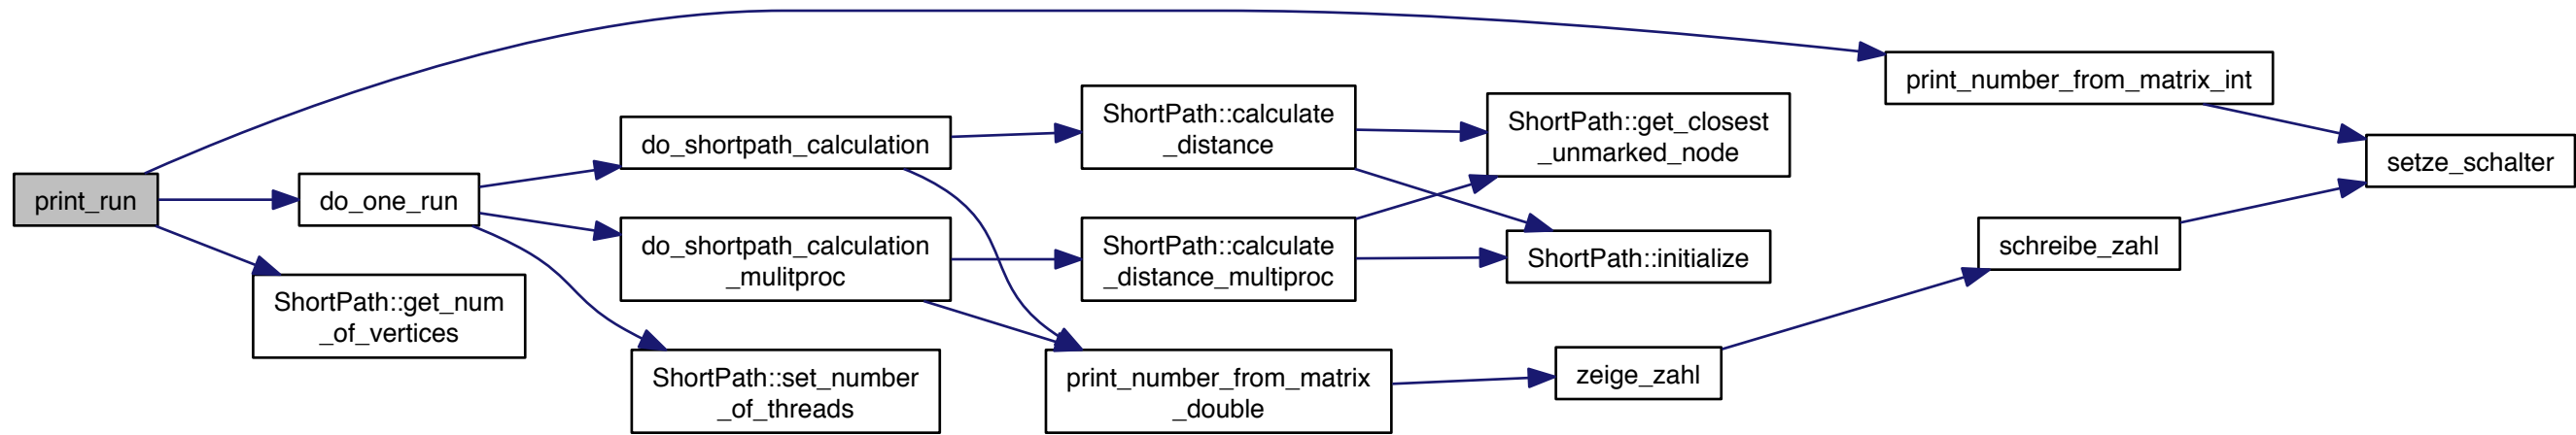 print_run
do_one_run
ShortPath::get_num
_of_vertices
do_shortpath_calculation
do_shortpath_calculation
_mulitproc
ShortPath::set_number
_of_threads
ShortPath::calculate
_distance
ShortPath::calculate
_distance_multiproc
print_number_from_matrix
_double
ShortPath::get_closest
_unmarked_node
ShortPath::initialize
zeige_zahl
print_number_from_matrix_int
schreibe_zahl
setze_schalter